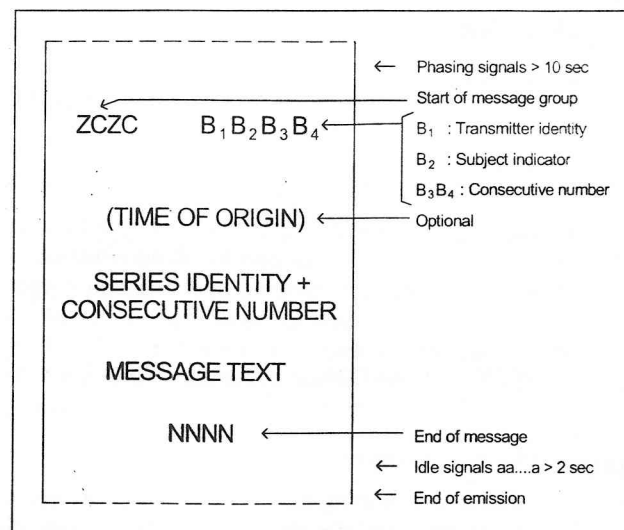 ← Phasing signals > 10 sec
Start of message group
ZCZC B₁B₂B₃B₄
B₁ : Transmitter identity
B₂ : Subject indicator
B₃B₄ : Consecutive number
(TIME OF ORIGIN) ← Optional
SERIES IDENTITY +
CONSECUTIVE NUMBER
MESSAGE TEXT
NNNN ← End of message
← Idle signals aa....a > 2 sec
← End of emission